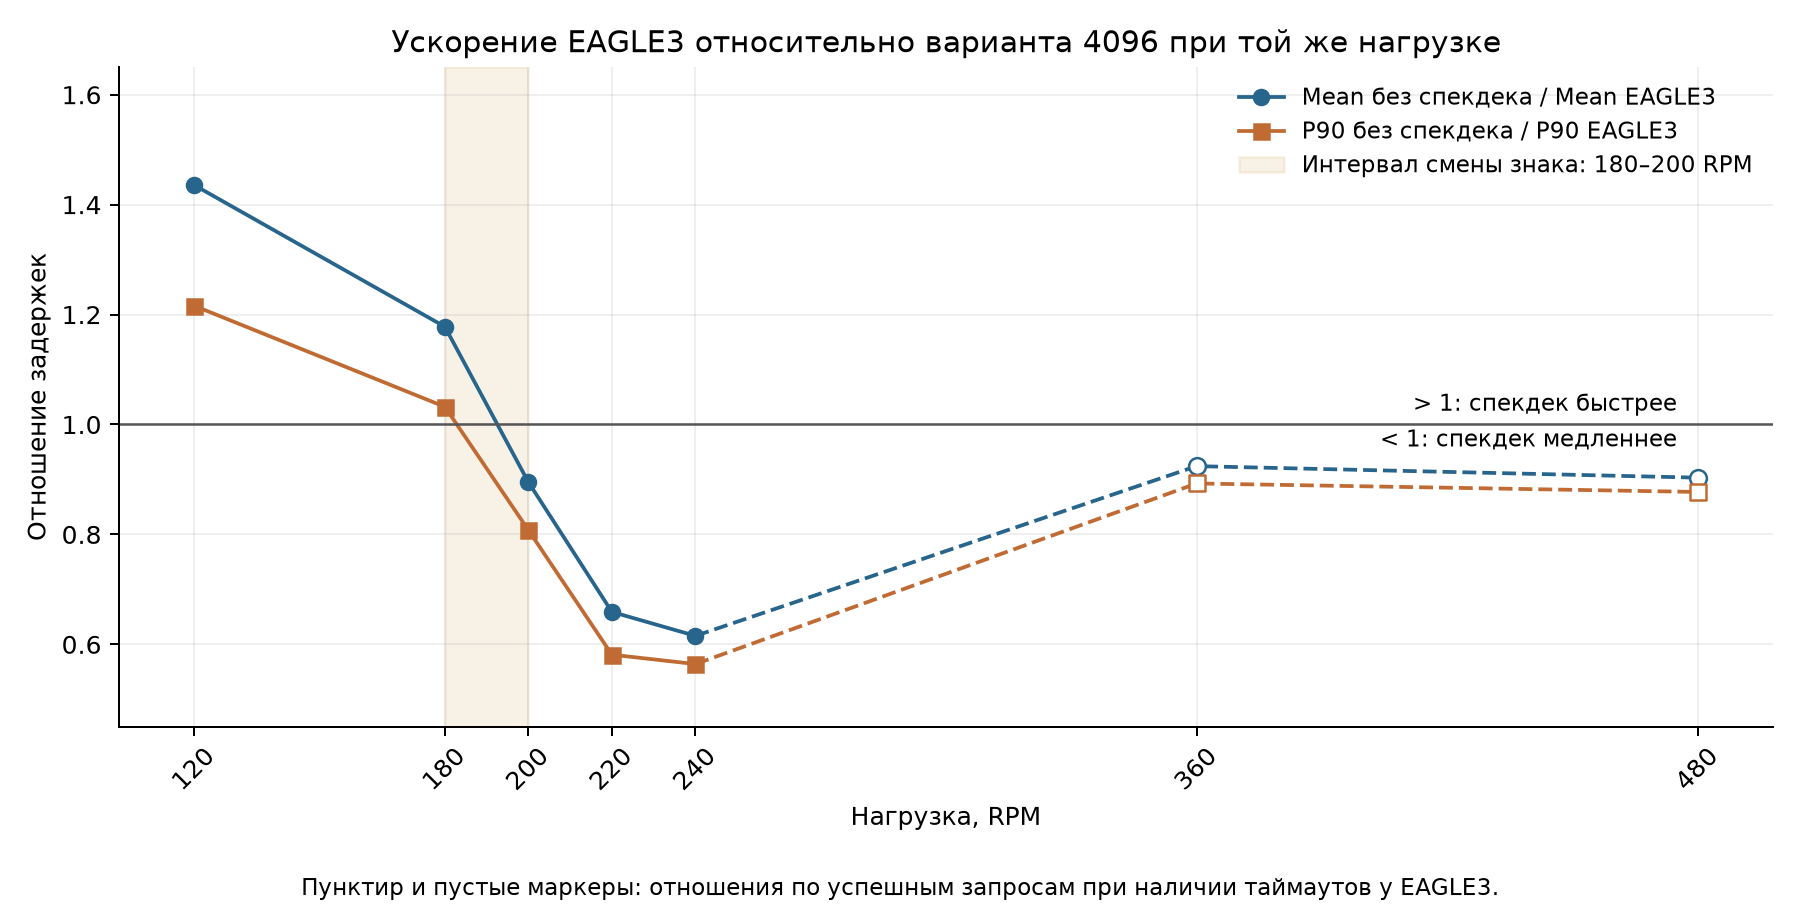 Ускорение EAGLE3 относительно варианта 4096 при той же нагрузке
Mean без спекдека / Mean EAGLE3
P90 без спекдека / P90 EAGLE3
Интервал смены знака: 180–200 RPM
Отношение задержек
1.6
1.4
1.2
1.0
0.8
0.6
> 1: спекдек быстрее
< 1: спекдек медленнее
120
180
200
220
240
360
480
Нагрузка, RPM
Пунктир и пустые маркеры: отношения по успешным запросам при наличии таймаутов у EAGLE3.